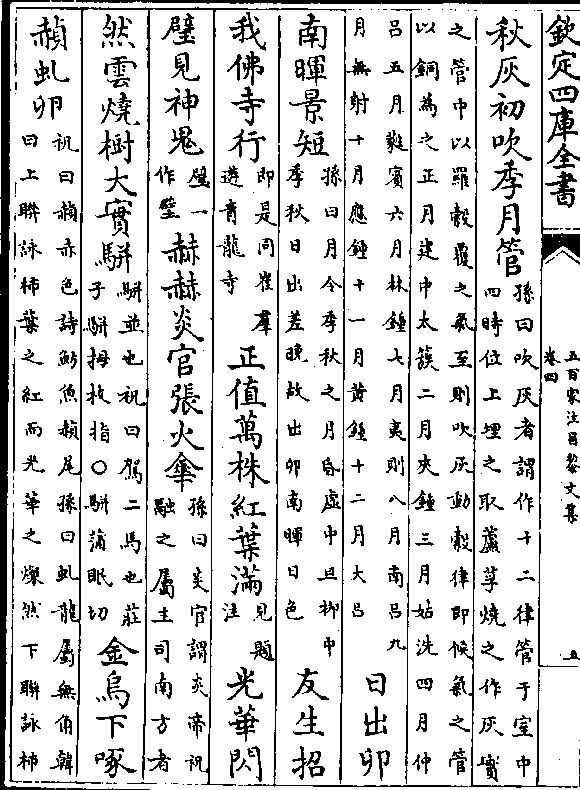 欽定四庫全書
五百家注昌黎文集
卷四
五
秋灰初吹季月管
孫曰吹灰者謂作十二律管于室中
四時位上埋之取蘆莩燒之作灰實
之管中以羅縠覆之氣至則吹灰動縠律即候氣之管
以銅為之正月建中太簇二月夾鍾三月姑洗四月仲
呂五月蕤賓六月林鍾七月夷則八月南呂九
月無射十月應鍾十一月黄鍾十二月大呂
日出卯
南暉景短
孫曰月令季秋之月昏虛中旦柳中
季秋日出差晚故出卯南暉日色
友生招
我佛寺行
即是同崔羣
遊青龍寺
正值萬株紅葉滿
見題
注
光華閃
璧見神鬼
璧一
作壁
赫赫炎官張火傘
孫曰炎官謂炎帝祝
融之屬主司南方者
然雲燒樹大實駢
駢並也祝曰駕二馬也莊
子駢拇枝指○駢蒲眠切
金烏下啄
赬虬卵
祝曰赬赤色詩魴魚赬尾孫曰虬龍屬無角韓
曰上聯詠柿葉之紅而光華之燦然下聯詠柿